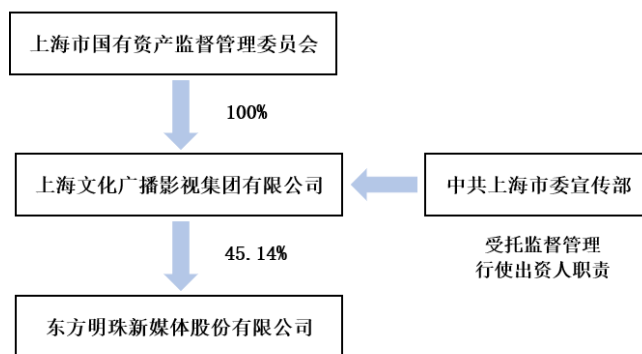 上海市国有资产监督管理委员会
100%
上海文化广播影视集团有限公司
中共上海市委宣传部
45.14%
受托监督管理
行使出资人职责
东方明珠新媒体股份有限公司